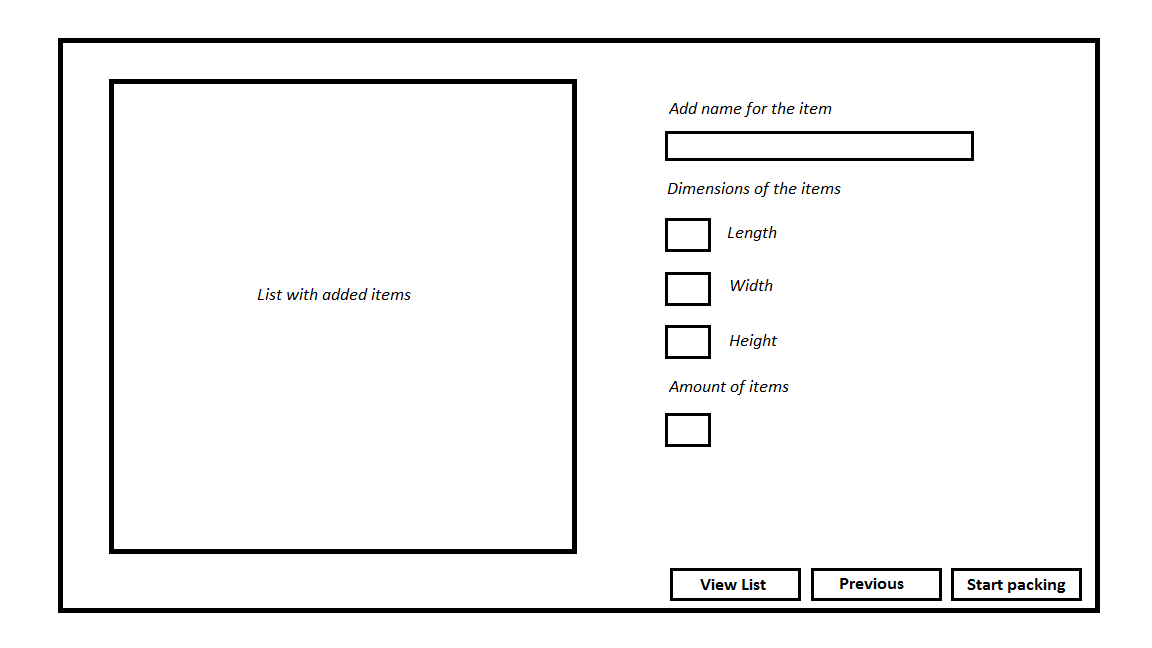 List with added items
Add name for the item
Dimensions of the items
Length
Width
Height
Amount of items
View List
Previous
Start packing